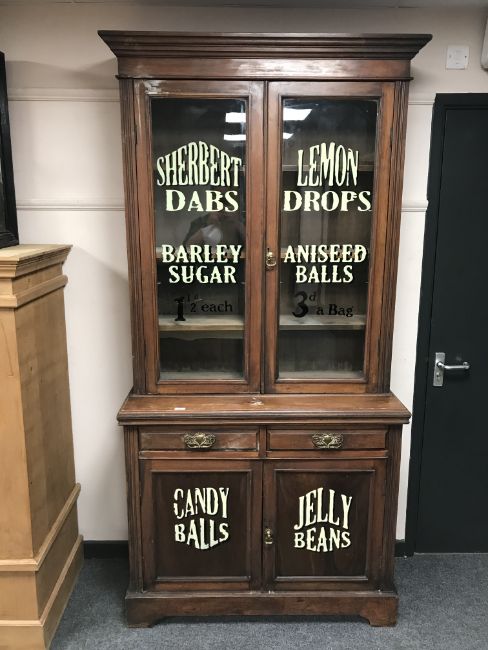 SHERBERT
DABS
BARLEY
SUGAR
1½d each
LEMON
DROPS
ANISEED
BALLS
3d a Bag
CANDY
BALLS
JELLY
BEANS